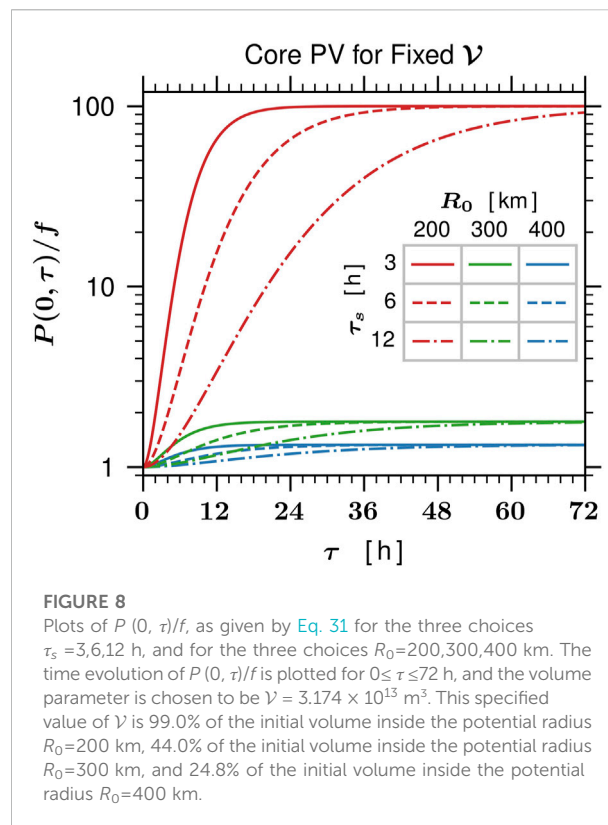 Core PV for Fixed 𝒱
100
10
1
P(0, τ)/f
R₀ [km]
200 300 400
τₛ [h]
3
6
12
0 12 24 36 48 60 72
τ [h]
FIGURE 8
Plots of P (0, τ)/f, as given by Eq. 31 for the three choices
τₛ =3,6,12 h, and for the three choices R₀=200,300,400 km. The
time evolution of P (0, τ)/f is plotted for 0≤ τ ≤72 h, and the volume
parameter is chosen to be 𝒱 = 3.174 × 10¹³ m³. This specified
value of 𝒱 is 99.0% of the initial volume inside the potential radius
R₀=200 km, 44.0% of the initial volume inside the potential radius
R₀=300 km, and 24.8% of the initial volume inside the potential
radius R₀=400 km.